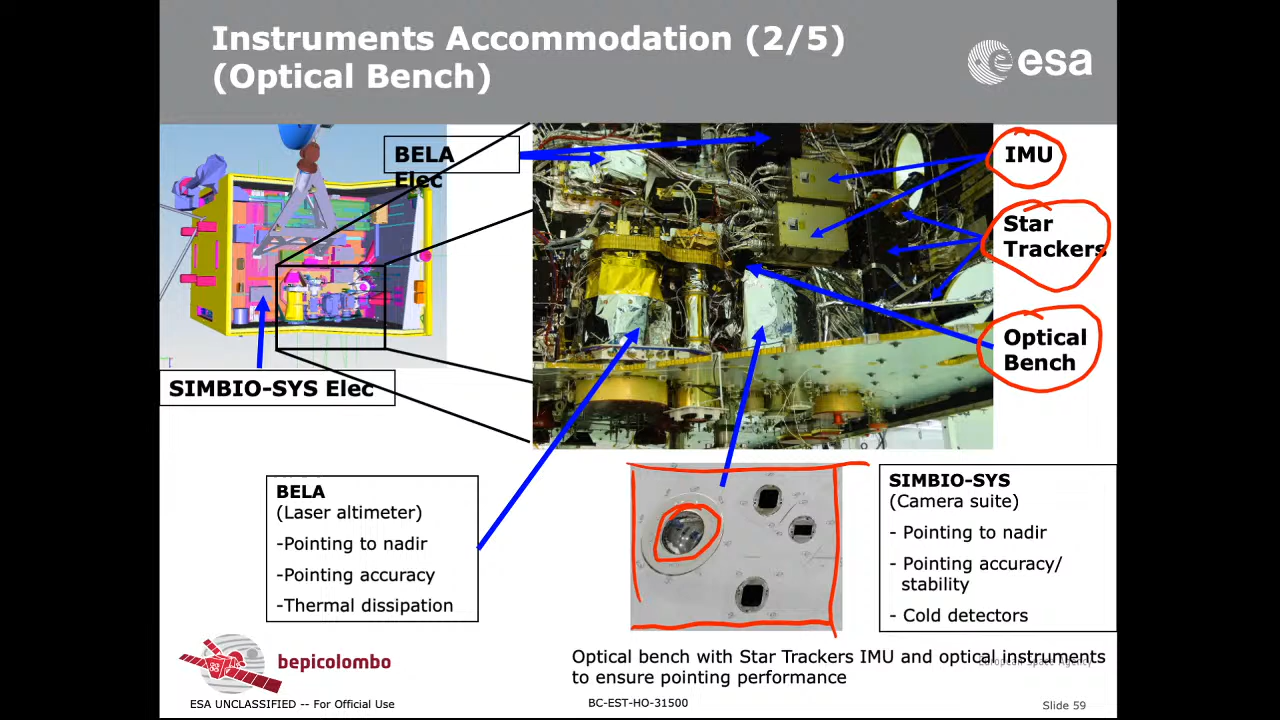 Instruments Accommodation (2/5)
(Optical Bench)
esa
BELA
Elec
IMU
Star
Trackers
Optical
Bench
SIMBIO-SYS Elec
BELA
(Laser altimeter)
-Pointing to nadir
-Pointing accuracy
-Thermal dissipation
SIMBIO-SYS
(Camera suite)
- Pointing to nadir
- Pointing accuracy/
stability
- Cold detectors
bepicolombo
Optical bench with Star Trackers IMU and optical instruments
to ensure pointing performance
European Space Agency
ESA UNCLASSIFIED -- For Official Use
BC-EST-HO-31500
Slide 59